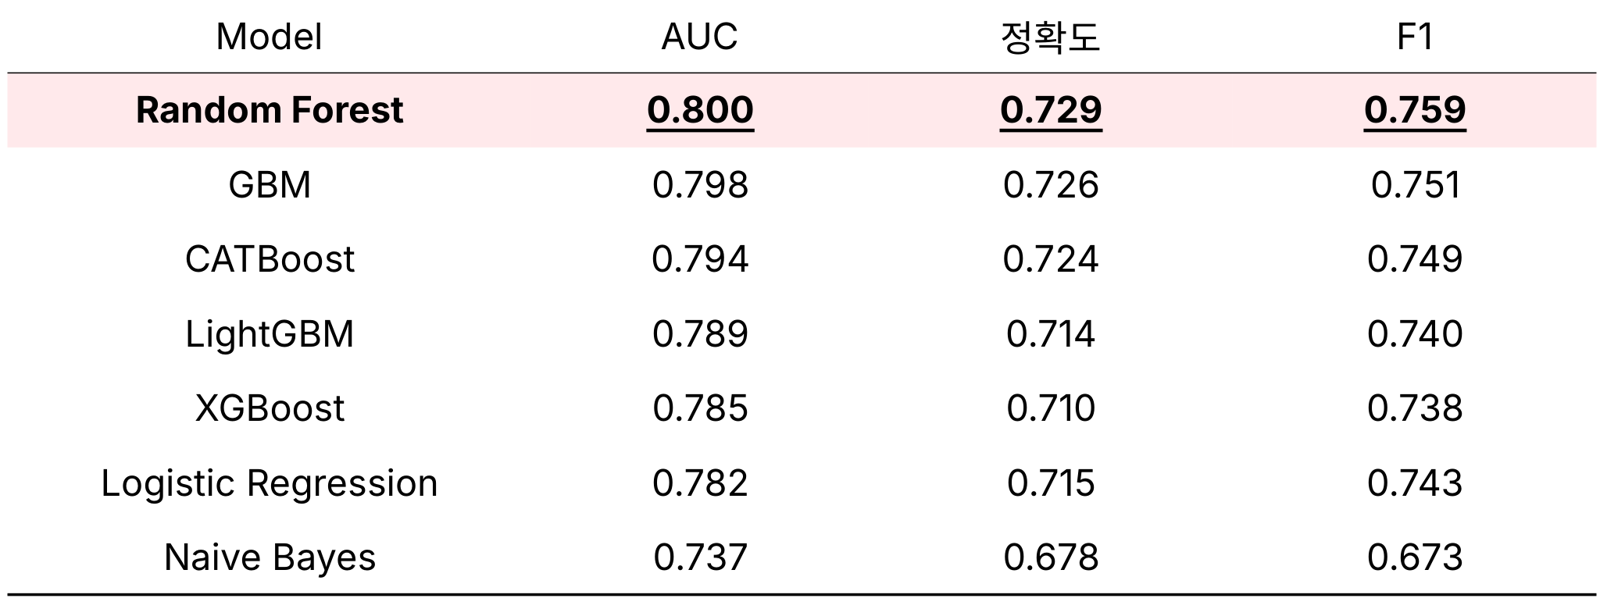 Model AUC 정확도 F1
Random Forest 0.800 0.729 0.759
GBM 0.798 0.726 0.751
CATBoost 0.794 0.724 0.749
LightGBM 0.789 0.714 0.740
XGBoost 0.785 0.710 0.738
Logistic Regression 0.782 0.715 0.743
Naive Bayes 0.737 0.678 0.673